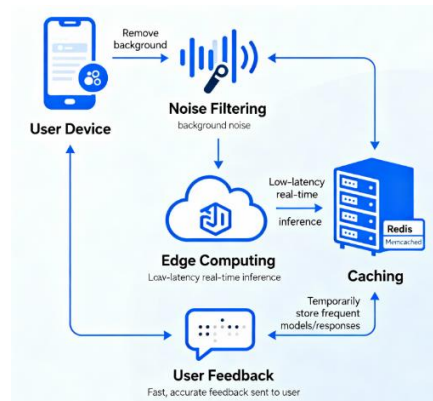 Remove
background
User Device
Noise Filtering
background noise
Low-latency
real-time
inference
Edge Computing
Low-latency real-time inference
Redis
Memcached
Caching
Temporarily
store frequent
models/responses
User Feedback
Fast, accurate feedback sent to user